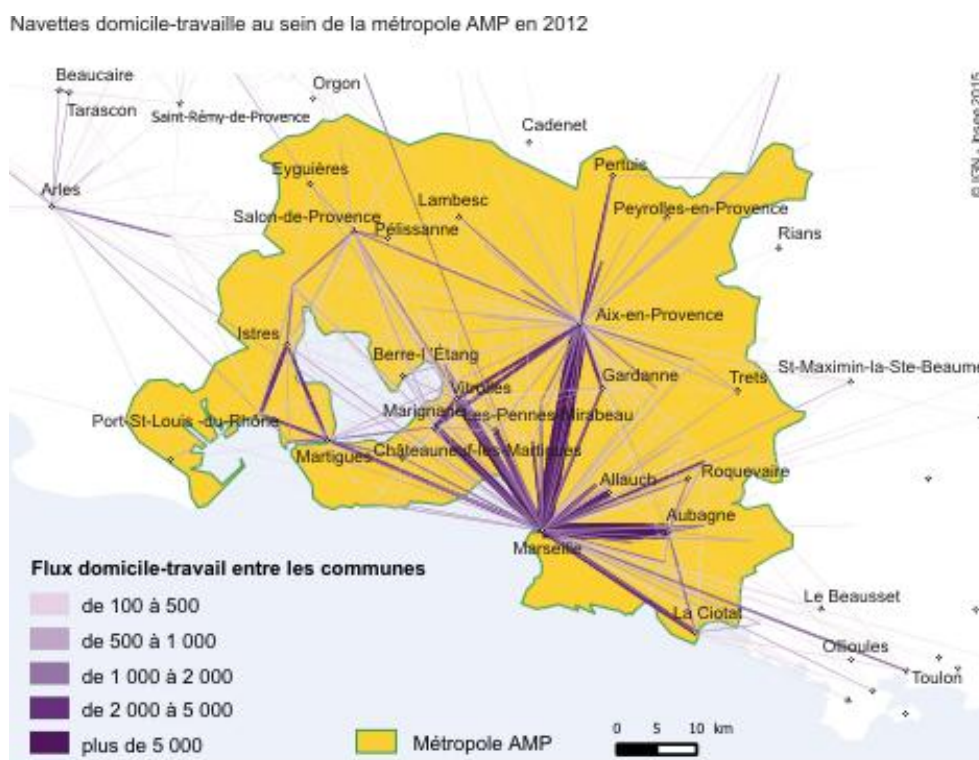 Navettes domicile-travaille au sein de la métropole AMP en 2012
© IGN - Insee 2015
Beaucaire
Orgon
Tarascon
Saint-Rémy-de-Provence
Cadenet
Eyguières
Pertuis
Arles
Lambesc
Peyrolles-en-Provence
Salon-de-Provence
Pélissanne
Rians
Aix-en-Provence
Istres
Berre-L'Étang
St-Maximin-la-Ste-Beaume
Vitrolles
Gardanne
Trets
Marignane
Les-Pennes-Mirabeau
Port-St-Louis -du-Rhône
Martigues
Châteauneuf-les-Martigues
Allauch
Roquevaire
Aubagne
Marseille
Flux domicile-travail entre les communes
de 100 à 500
de 500 à 1 000
de 1 000 à 2 000
de 2 000 à 5 000
plus de 5 000
Métropole AMP
0 5 10 km
La Ciotat
Le Beausset
Ollioules
Toulon